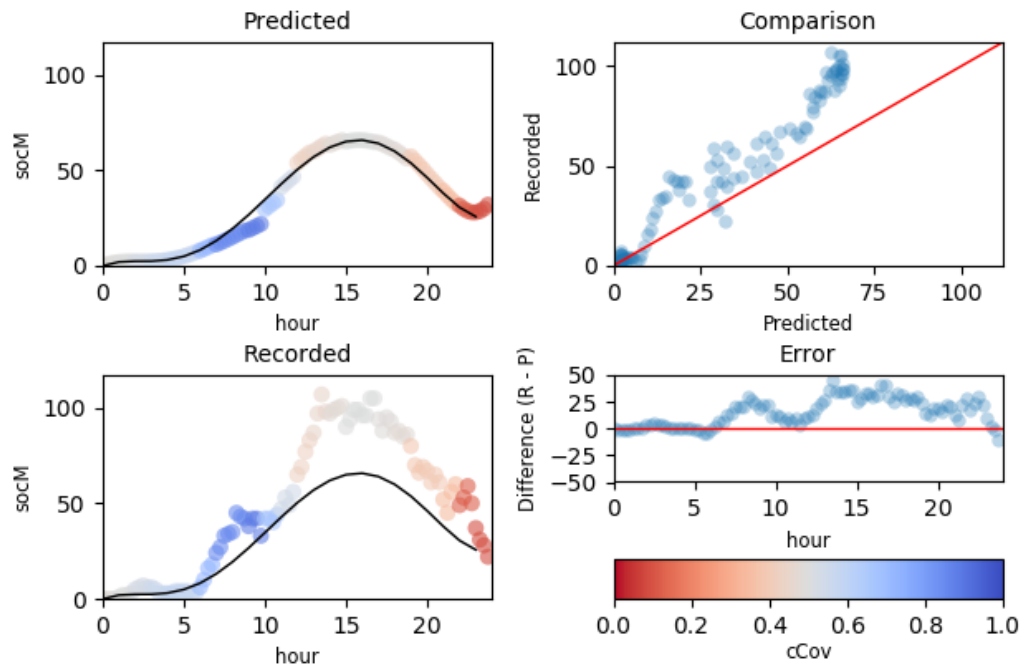 Predicted
100
50
0
socM
0 5 10 15 20
hour
Comparison
100
50
0
Recorded
0 25 50 75 100
Predicted
Recorded
100
50
0
socM
0 5 10 15 20
hour
Error
50
25
0
−25
−50
Difference (R - P)
0 5 10 15 20
hour
0.0 0.2 0.4 0.6 0.8 1.0
cCov